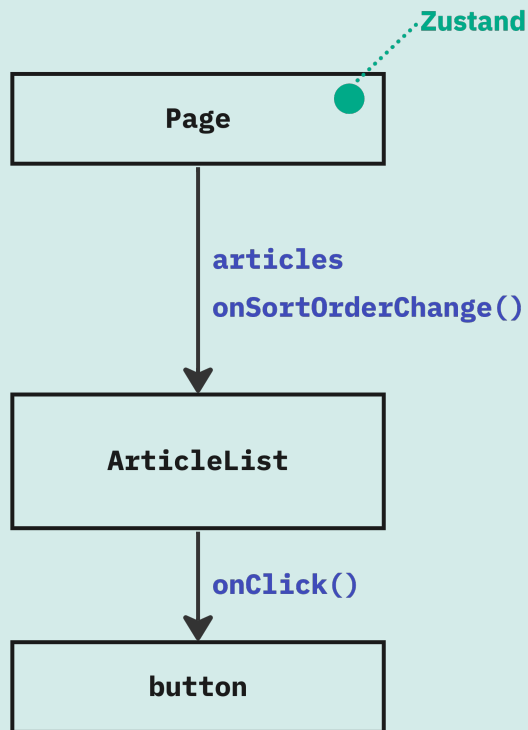 Zustand
Page
articles
onSortOrderChange()
ArticleList
onClick()
button